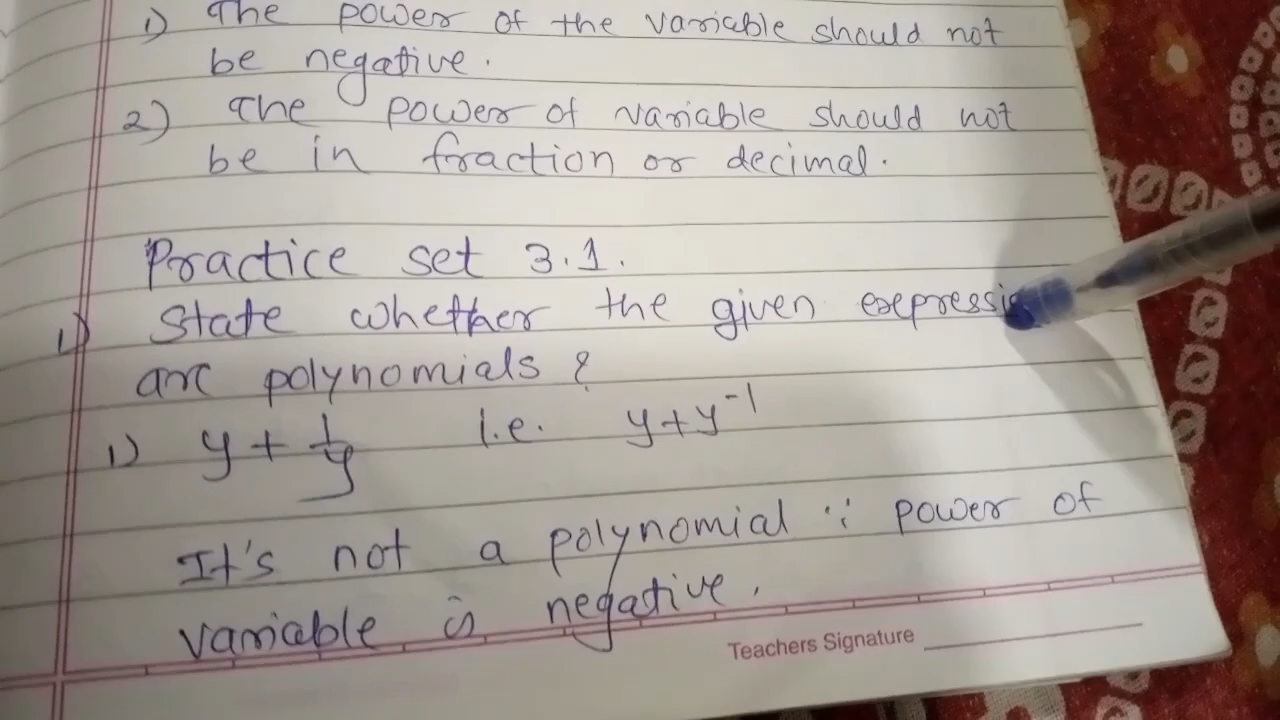 1) The power of the variable should not
be negative.
2) The power of variable should not
be in fraction or decimal.
Practice set 3.1.
1) State whether the given expressi
are polynomials ?
1) y + 1/y i.e. y+y⁻¹
It's not a polynomial ∵ power of
variable is negative.
Teachers Signature